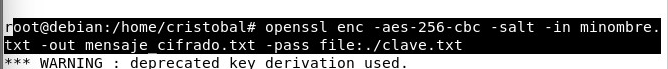 root@debian:/home/cristobal# openssl enc -aes-256-cbc -salt -in minombre.
txt -out mensaje_cifrado.txt -pass file:./clave.txt
*** WARNING : deprecated key derivation used.